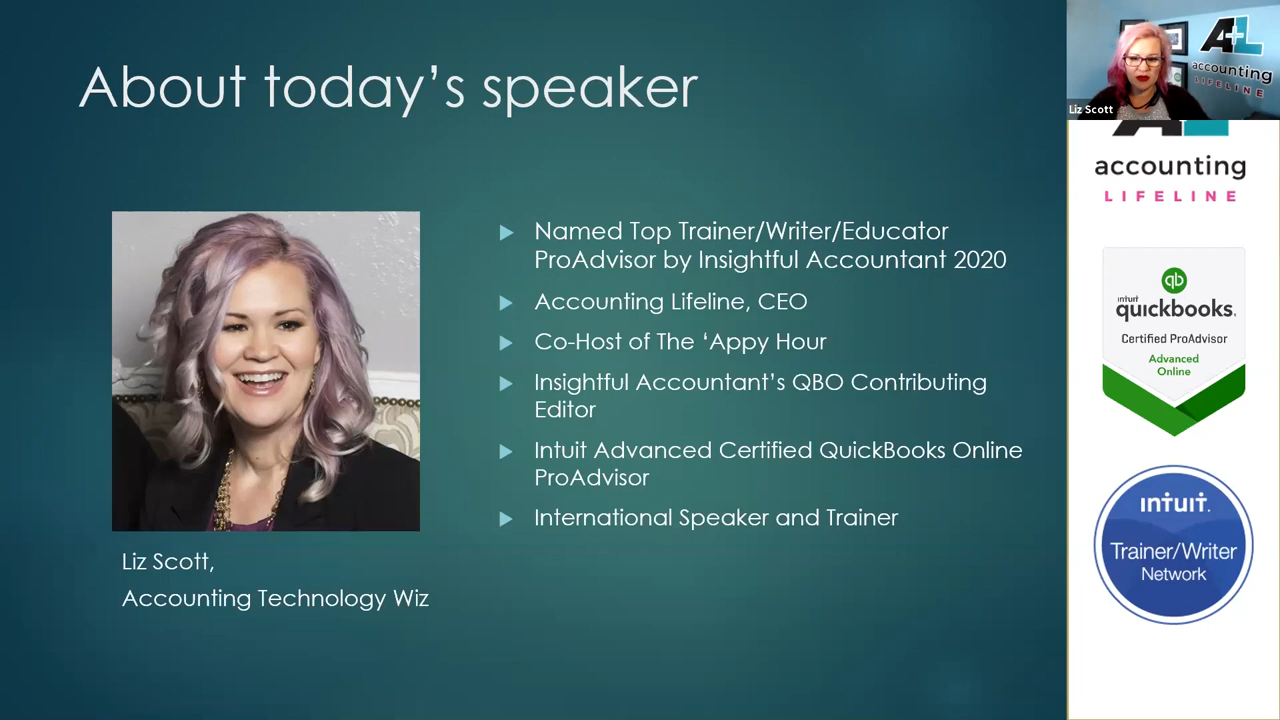 About today’s speaker
Named Top Trainer/Writer/Educator
ProAdvisor by Insightful Accountant 2020
Accounting Lifeline, CEO
Co-Host of The ‘Appy Hour
Insightful Accountant’s QBO Contributing
Editor
Intuit Advanced Certified QuickBooks Online
ProAdvisor
International Speaker and Trainer
Liz Scott,
Accounting Technology Wiz
A+L
accounting
LIFELINE
Liz Scott
accounting
LIFELINE
qb
intuit
quickbooks.
Certified ProAdvisor
Advanced
Online
intuit.
Trainer/Writer
Network